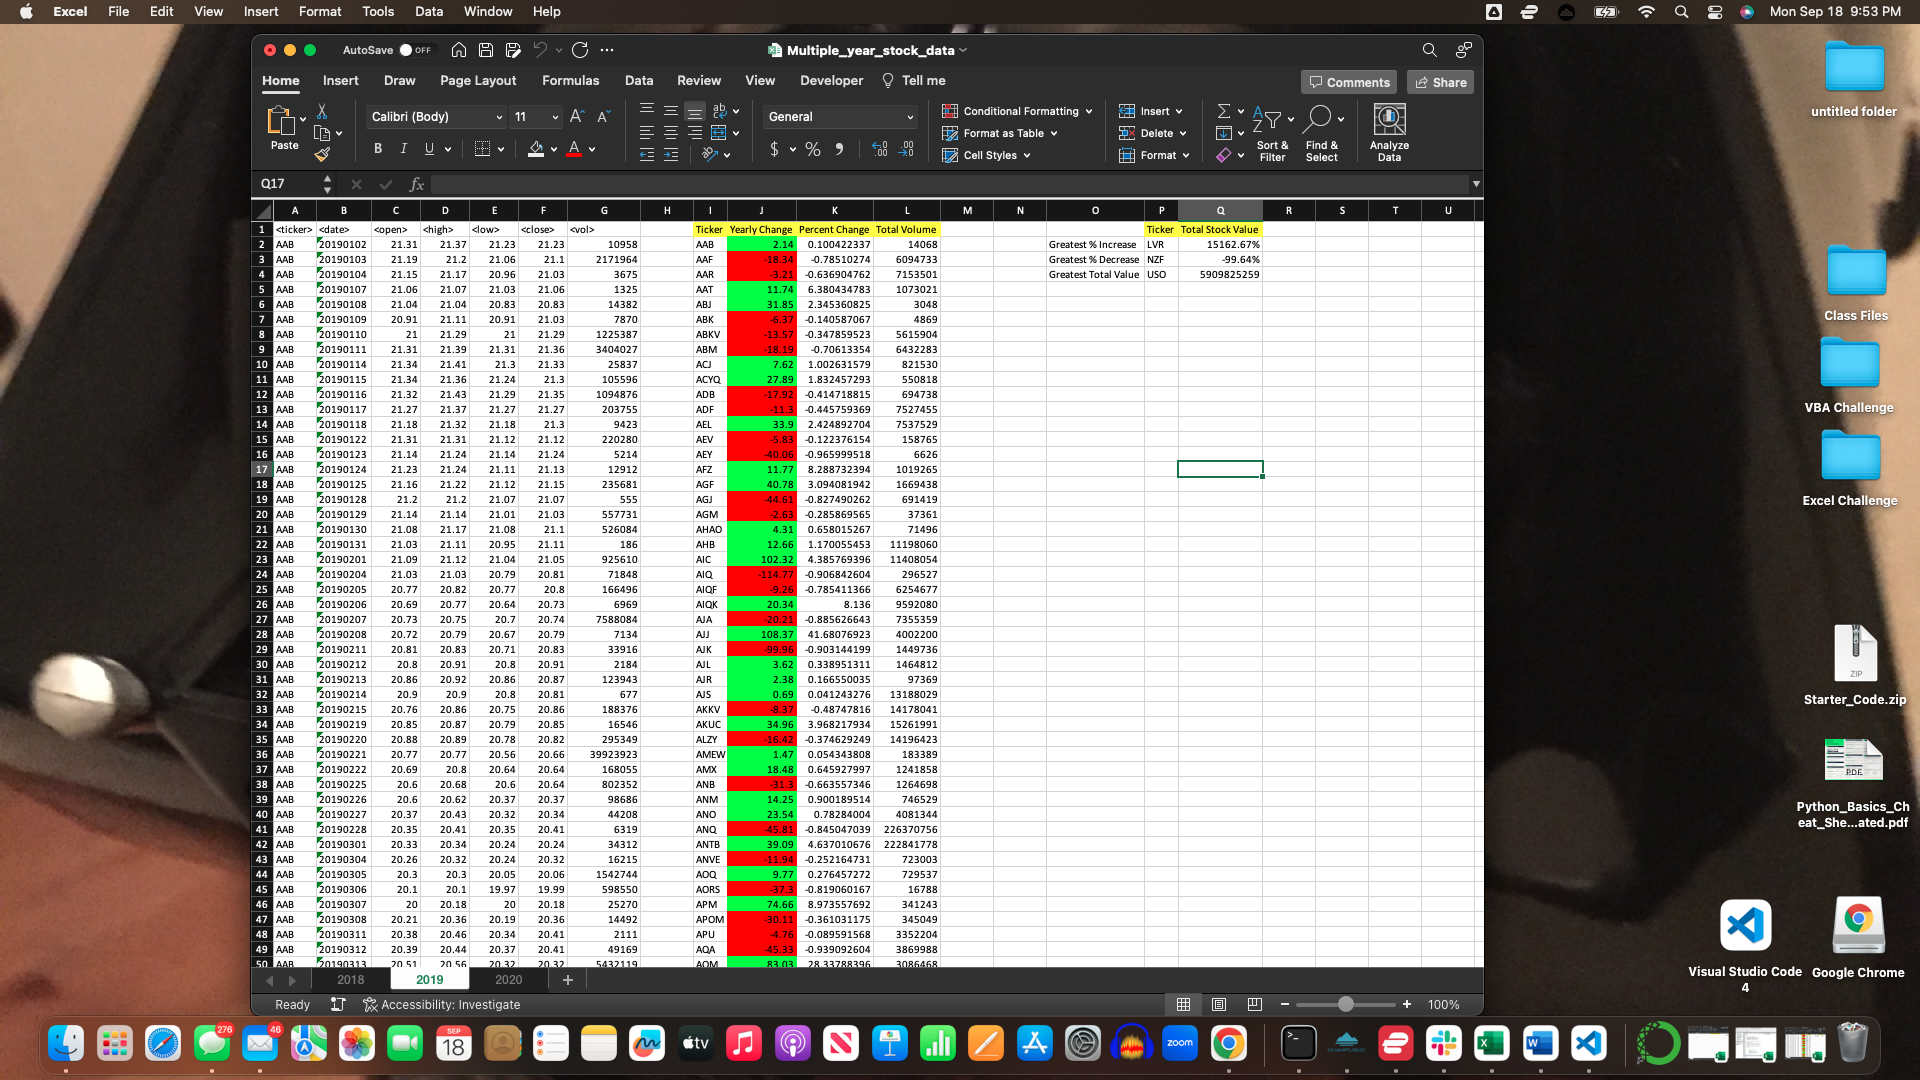 Excel File Edit View Insert Format Tools Data Window Help Mon Sep 18 9:53 PM
AutoSave OFF Multiple_year_stock_data
Home Insert Draw Page Layout Formulas Data Review View Developer Tell me Comments Share
Paste Calibri (Body) 11 General Conditional Formatting Format as Table Cell Styles Insert Delete Format Sort & Filter Find & Select Analyze Data
B I U A $ % 9 ab
Q17 fx
A B C D E F G H I J K L M N O P Q R S T U
1 <ticker> <date> <open> <high> <low> <close> <vol> Ticker Yearly Change Percent Change Total Volume Ticker Total Stock Value
2 AAB 20190102 21.31 21.37 21.23 21.23 10958 AAB 2.14 0.100422337 14068 Greatest % Increase LVR 15162.67%
3 AAB 20190103 21.19 21.2 21.06 21.1 2171964 AAF -18.34 -0.78510274 6094733 Greatest % Decrease NZF -99.64%
4 AAB 20190104 21.15 21.17 20.96 21.03 3675 AAR -3.21 -0.636904762 7153501 Greatest Total Value USO 5909825259
5 AAB 20190107 21.06 21.07 21.03 21.06 1325 AAT 11.74 6.380434783 1073021
6 AAB 20190108 21.04 21.04 20.83 20.83 14382 ABJ 31.85 2.345360825 3048
7 AAB 20190109 20.91 21.11 20.91 21.03 7870 ABK -6.37 -0.140587067 4869
8 AAB 20190110 21 21.29 21 21.29 1225387 ABKV -13.57 -0.347859523 5615904
9 AAB 20190111 21.31 21.39 21.31 21.36 3404027 ABM -18.19 -0.70613354 6432283
10 AAB 20190114 21.34 21.41 21.3 21.33 25837 ACJ 7.62 1.002631579 821530
11 AAB 20190115 21.34 21.36 21.24 21.3 105596 ACYQ 27.89 1.832457293 550818
12 AAB 20190116 21.32 21.43 21.29 21.35 1094876 ADB -17.92 -0.414718815 694738
13 AAB 20190117 21.27 21.37 21.27 21.27 203755 ADF -11.3 -0.445759369 7527455
14 AAB 20190118 21.18 21.32 21.18 21.3 9423 AEL 33.9 2.424892704 7537529
15 AAB 20190122 21.31 21.31 21.12 21.12 220280 AEV -5.83 -0.122376154 158765
16 AAB 20190123 21.14 21.24 21.14 21.24 5214 AEY -40.06 -0.965999518 6626
17 AAB 20190124 21.23 21.24 21.11 21.13 12912 AFZ 11.77 8.288732394 1019265
18 AAB 20190125 21.16 21.22 21.12 21.15 235681 AGF 40.78 3.094081942 1669438
19 AAB 20190128 21.2 21.2 21.07 21.07 555 AGJ -44.61 -0.827490262 691419
20 AAB 20190129 21.14 21.14 21.01 21.03 557731 AGM -2.63 -0.285869565 37361
21 AAB 20190130 21.08 21.17 21.08 21.1 526084 AHAO 4.31 0.658015267 71496
22 AAB 20190131 21.03 21.11 20.95 21.11 186 AHB 12.66 1.170055453 11198060
23 AAB 20190201 21.09 21.12 21.04 21.05 925610 AIC 102.32 4.385769396 11408054
24 AAB 20190204 21.03 21.03 20.79 20.81 71848 AIQ -114.77 -0.906842604 296527
25 AAB 20190205 20.77 20.82 20.77 20.8 166496 AIQF -9.26 -0.785411366 6254677
26 AAB 20190206 20.69 20.77 20.64 20.73 6969 AIQK 20.34 8.136 9592080
27 AAB 20190207 20.73 20.75 20.7 20.74 7588084 AJA -20.21 -0.885626643 7355359
28 AAB 20190208 20.72 20.79 20.67 20.79 7134 AJJ 108.37 41.68076923 4002200
29 AAB 20190211 20.81 20.83 20.71 20.83 33916 AJK -99.96 -0.903144199 1449736
30 AAB 20190212 20.8 20.91 20.8 20.91 2184 AJL 3.62 0.338951311 1464812
31 AAB 20190213 20.86 20.92 20.86 20.87 123943 AJR 2.38 0.166550035 97369
32 AAB 20190214 20.9 20.9 20.8 20.81 677 AJS 0.69 0.041243276 13188029
33 AAB 20190215 20.76 20.86 20.75 20.86 188376 AKKV -8.37 -0.48747816 14178041
34 AAB 20190219 20.85 20.87 20.79 20.85 16546 AKUC 34.96 3.968217934 15261991
35 AAB 20190220 20.88 20.89 20.78 20.82 295349 ALZY -16.42 -0.374629249 14196423
36 AAB 20190221 20.77 20.77 20.56 20.66 39923923 AMEW 1.47 0.054343808 183389
37 AAB 20190222 20.69 20.8 20.64 20.64 168055 AMX 18.48 0.645927997 1241858
38 AAB 20190225 20.6 20.68 20.6 20.64 802352 ANB -31.3 -0.663557346 1264698
39 AAB 20190226 20.6 20.62 20.37 20.37 98686 ANM 14.25 0.900189514 746529
40 AAB 20190227 20.37 20.43 20.32 20.34 44208 ANO 23.54 0.78284004 4081344
41 AAB 20190228 20.35 20.41 20.35 20.41 6319 ANQ -45.81 -0.845047039 226370756
42 AAB 20190301 20.33 20.34 20.24 20.24 34312 ANTB 39.09 4.637010676 222841778
43 AAB 20190304 20.26 20.32 20.24 20.32 16215 ANVE -11.94 -0.252164731 723003
44 AAB 20190305 20.3 20.3 20.05 20.06 1542744 AOQ 9.77 0.276457272 729537
45 AAB 20190306 20.1 20.1 19.97 19.99 598550 AORS -37.3 -0.819060167 16788
46 AAB 20190307 20 20.18 20 20.18 25270 APM 74.66 8.973557692 341243
47 AAB 20190308 20.21 20.36 20.19 20.36 14492 APOM -30.11 -0.361031175 345049
48 AAB 20190311 20.38 20.46 20.34 20.41 2111 APU -4.76 -0.089591568 3352204
49 AAB 20190312 20.39 20.44 20.37 20.41 49169 AQA -45.33 -0.939092604 3869988
50 AAB 20190313 20.51 20.56 20.32 20.32 5432119 AQM 83.03 28.33788396 3086468
2018 2019 2020 +
Ready Accessibility: Investigate 100%
untitled folder
Class Files
VBA Challenge
Excel Challenge
ZIP
Starter_Code.zip
PDF
Python_Basics_Ch
eat_She...ated.pdf
Visual Studio Code
4
Google Chrome
276 46 SEP 18 tv zoom